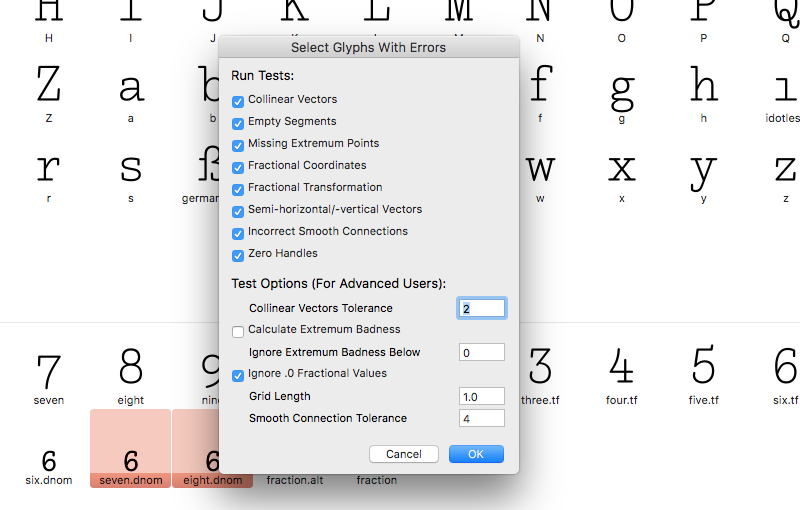 H I J K L M N O P Q
H I J N O P Q
Select Glyphs With Errors
Run Tests:
Z a b f g h ı
Z a b f g h idotles
Collinear Vectors
Empty Segments
Missing Extremum Points
r s ß w x y z
r s german w x y z
Fractional Coordinates
Fractional Transformation
Semi-horizontal/-vertical Vectors
Incorrect Smooth Connections
Zero Handles
Test Options (For Advanced Users):
Collinear Vectors Tolerance 2
Calculate Extremum Badness
Ignore Extremum Badness Below 0
Ignore .0 Fractional Values
Grid Length 1.0
Smooth Connection Tolerance 4
7 8 9 3 4 5 6
seven eight nine three.tf four.tf five.tf six.tf
6 6 6
six.dnom seven.dnom eight.dnom fraction.alt fraction
Cancel OK